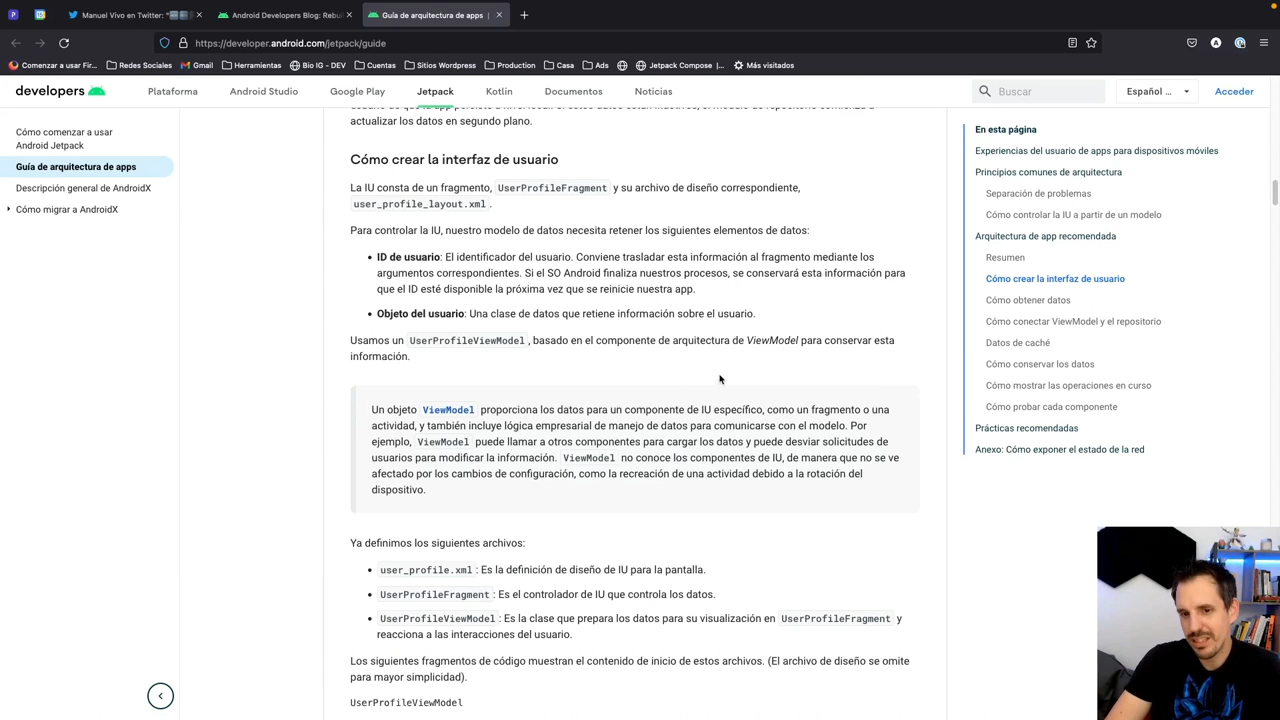 Manuel Vivo en Twitter: "
Android Developers Blog: Rebui
Guía de arquitectura de apps
https://developer.android.com/jetpack/guide
Comenzar a usar Fir...
Redes Sociales
Gmail
Herramientas
Bio IG - DEV
Cuentas
Sitios Wordpress
Production
Casa
Ads
Jetpack Compose |...
Más visitados
developers
Plataforma
Android Studio
Google Play
Jetpack
Kotlin
Documentos
Noticias
Buscar
Español ...
Acceder
Cómo comenzar a usar
Android Jetpack
Guía de arquitectura de apps
Descripción general de AndroidX
Cómo migrar a AndroidX
actualizar los datos en segundo plano.
Cómo crear la interfaz de usuario
La IU consta de un fragmento, UserProfileFragment y su archivo de diseño correspondiente,
user_profile_layout.xml .
Para controlar la IU, nuestro modelo de datos necesita retener los siguientes elementos de datos:
• ID de usuario: El identificador del usuario. Conviene trasladar esta información al fragmento mediante los
argumentos correspondientes. Si el SO Android finaliza nuestros procesos, se conservará esta información para
que el ID esté disponible la próxima vez que se reinicie nuestra app.
• Objeto del usuario: Una clase de datos que retiene información sobre el usuario.
Usamos un UserProfileViewModel , basado en el componente de arquitectura de ViewModel para conservar esta
información.
Un objeto ViewModel proporciona los datos para un componente de IU específico, como un fragmento o una
actividad, y también incluye lógica empresarial de manejo de datos para comunicarse con el modelo. Por
ejemplo, ViewModel puede llamar a otros componentes para cargar los datos y puede desviar solicitudes de
usuarios para modificar la información. ViewModel no conoce los componentes de IU, de manera que no se ve
afectado por los cambios de configuración, como la recreación de una actividad debido a la rotación del
dispositivo.
Ya definimos los siguientes archivos:
• user_profile.xml : Es la definición de diseño de IU para la pantalla.
• UserProfileFragment : Es el controlador de IU que controla los datos.
• UserProfileViewModel : Es la clase que prepara los datos para su visualización en UserProfileFragment y
reacciona a las interacciones del usuario.
Los siguientes fragmentos de código muestran el contenido de inicio de estos archivos. (El archivo de diseño se omite
para mayor simplicidad).
UserProfileViewModel
En esta página
Experiencias del usuario de apps para dispositivos móviles
Principios comunes de arquitectura
Separación de problemas
Cómo controlar la IU a partir de un modelo
Arquitectura de app recomendada
Resumen
Cómo crear la interfaz de usuario
Cómo obtener datos
Cómo conectar ViewModel y el repositorio
Datos de caché
Cómo conservar los datos
Cómo mostrar las operaciones en curso
Cómo probar cada componente
Prácticas recomendadas
Anexo: Cómo exponer el estado de la red